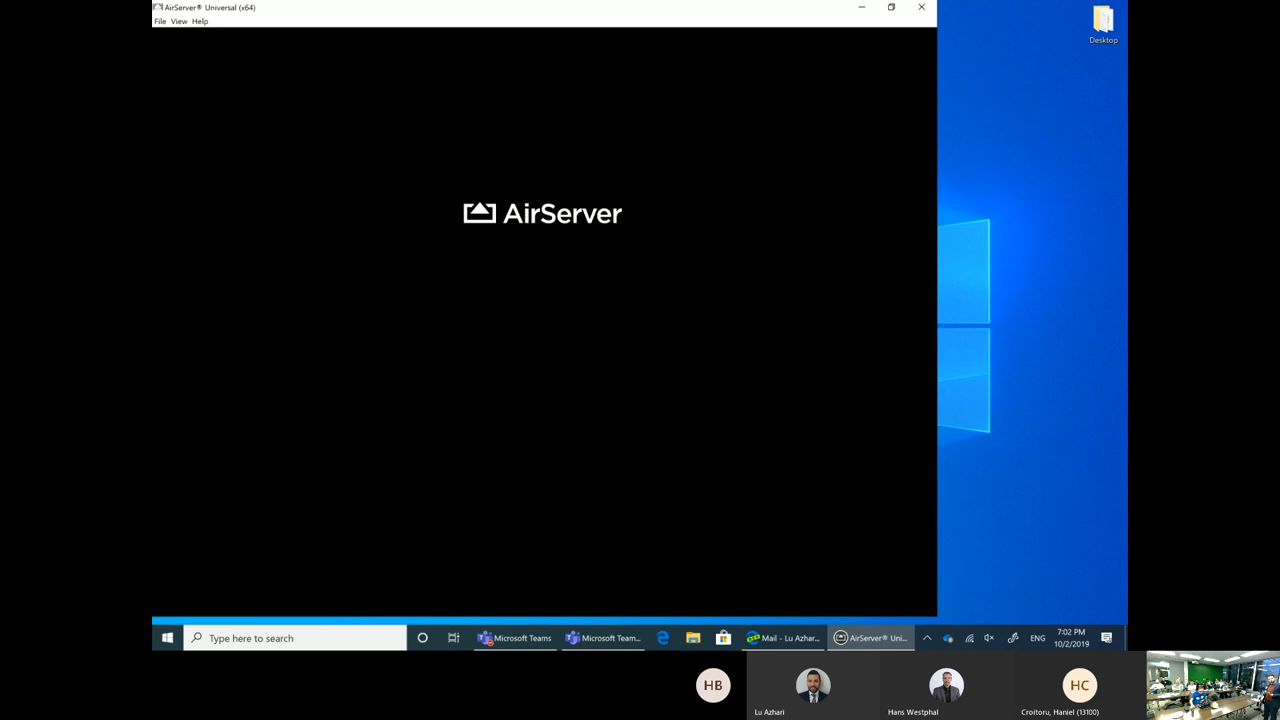 AirServer® Universal (x64)
File View Help
Desktop
AirServer
Type here to search
Microsoft Teams
Microsoft Team...
Mail - Lu Azhar...
AirServer® Uni...
ENG
7:02 PM
10/2/2019
HB
Lu Azhari
Hans Westphal
HC
Croitoru, Haniel (13100)